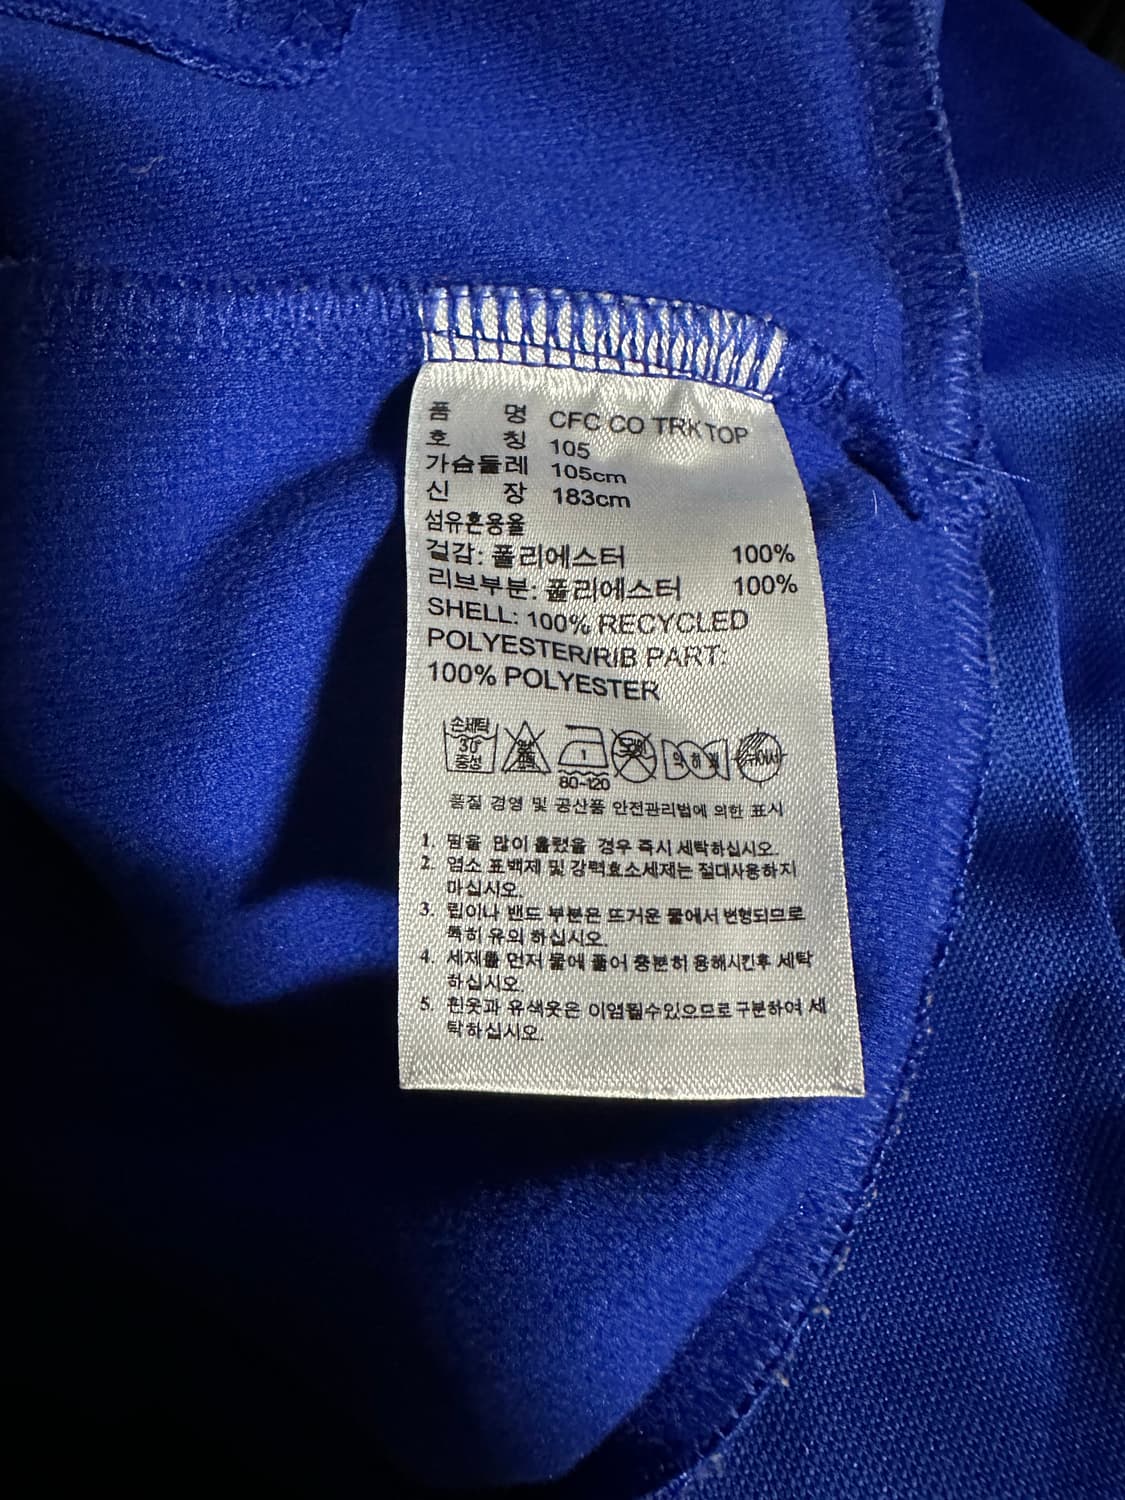 품 명 CFC CO TRK TOP
호 칭 105
가슴둘레 105cm
신 장 183cm
섬유혼용율
겉감: 폴리에스터 100%
리브부분: 폴리에스터 100%
SHELL: 100% RECYCLED
POLYESTER/RIB PART:
100% POLYESTER
손세탁
30°
중성
1
80~120
품질 경영 및 공산품 안전관리법에 의한 표시
1. 땀을 많이 흘렸을 경우 즉시 세탁하십시오.
2. 염소 표백제 및 강력효소세제는 절대사용하지
마십시오.
3. 립이나 밴드 부분은 뜨거운 물에서 변형되므로
특히 유의 하십시오.
4. 세제를 먼저 물에 풀어 충분히 용해시킨후 세탁
하십시오.
5. 흰옷과 유색옷은 이염될수있으므로 구분하여 세
탁하십시오.